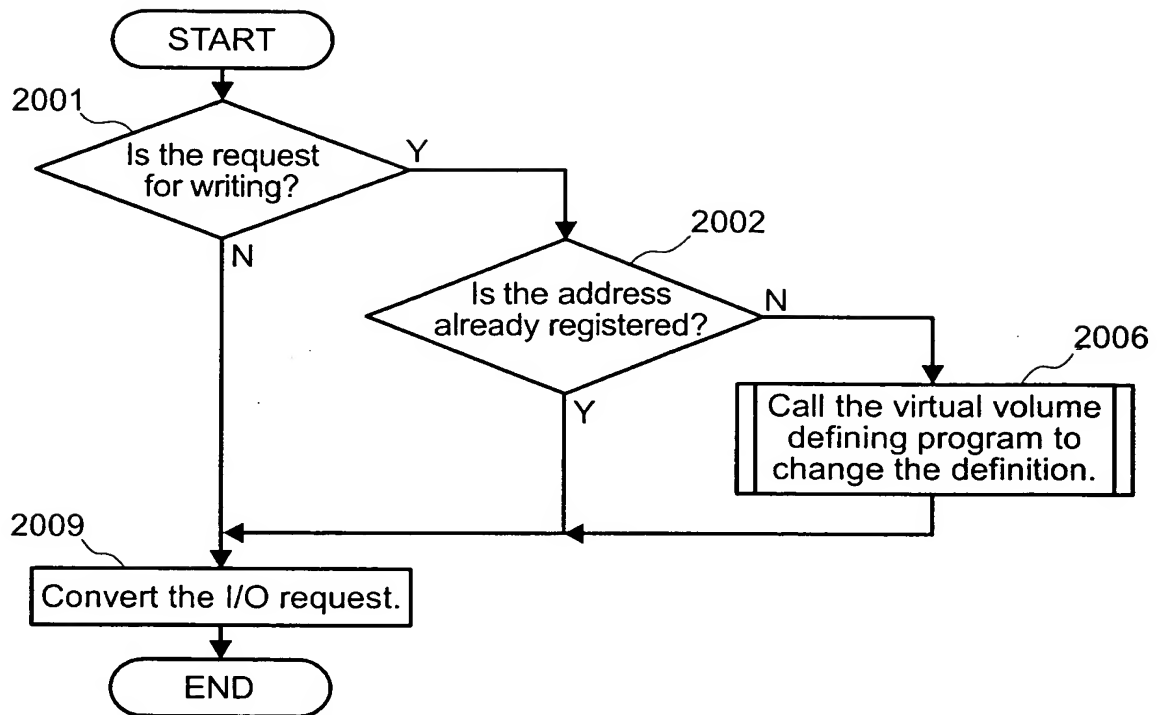 START
2001
Is the request
for writing?
Y
N
2002
Is the address
already registered?
N
Y
2006
Call the virtual volume
defining program to
change the definition.
2009
Convert the I/O request.
END